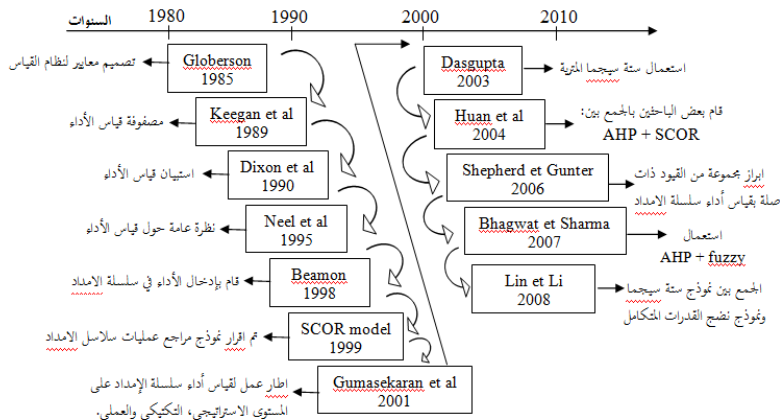 السنوات
1980 1990 2000 2010
Globerson
1985
تصميم معايير لنظام القياس
Keegan et al
1989
مصفوفة قياس الأداء
Dixon et al
1990
استبيان قياس الأداء
Neel et al
1995
نظرة عامة حول قياس الأداء
Beamon
1998
قام بإدخال الأداء في سلسلة الامداد
SCOR model
1999
تم اقرار نموذج مراجع عمليات سلاسل الامداد
Gumasekaran et al
2001
اطار عمل لقياس أداء سلسلة الإمداد على
المستوى الاستراتيجي، التكتيكي والعملي.
Dasgupta
2003
استعمال ستة سيجما المترية
Huan et al
2004
قام بعض الباحثين بالجمع بين:
AHP + SCOR
Shepherd et Gunter
2006
ابراز مجموعة من القيود ذات
صلة بقياس أداء سلسلة الامداد
Bhagwat et Sharma
2007
استعمال
AHP + fuzzy
Lin et Li
2008
الجمع بين نموذج ستة سيجما
ونموذج نضج القدرات المتكامل